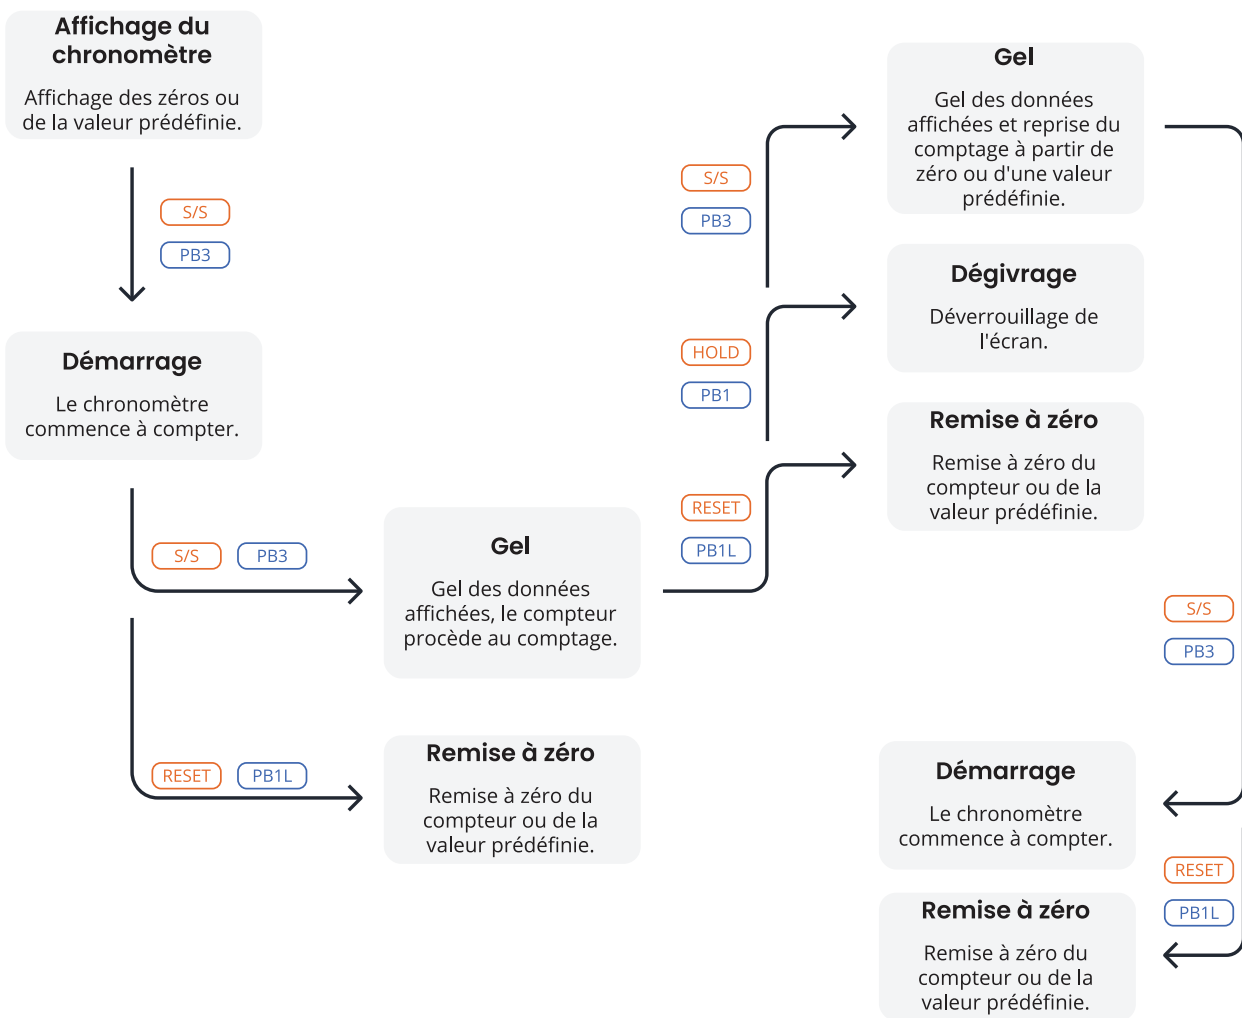 Affichage du
chronomètre
Affichage des zéros ou
de la valeur prédéfinie.
S/S
PB3
Démarrage
Le chronomètre
commence à compter.
S/S PB3
Gel
Gel des données
affichées, le compteur
procède au comptage.
RESET PB1L
Remise à zéro
Remise à zéro du
compteur ou de la
valeur prédéfinie.
S/S
PB3
Gel
Gel des données
affichées et reprise du
comptage à partir de
zéro ou d'une valeur
prédéfinie.
HOLD
PB1
Dégivrage
Déverrouillage de
l'écran.
RESET
PB1L
Remise à zéro
Remise à zéro du
compteur ou de la
valeur prédéfinie.
S/S
PB3
Démarrage
Le chronomètre
commence à compter.
RESET
PB1L
Remise à zéro
Remise à zéro du
compteur ou de la
valeur prédéfinie.